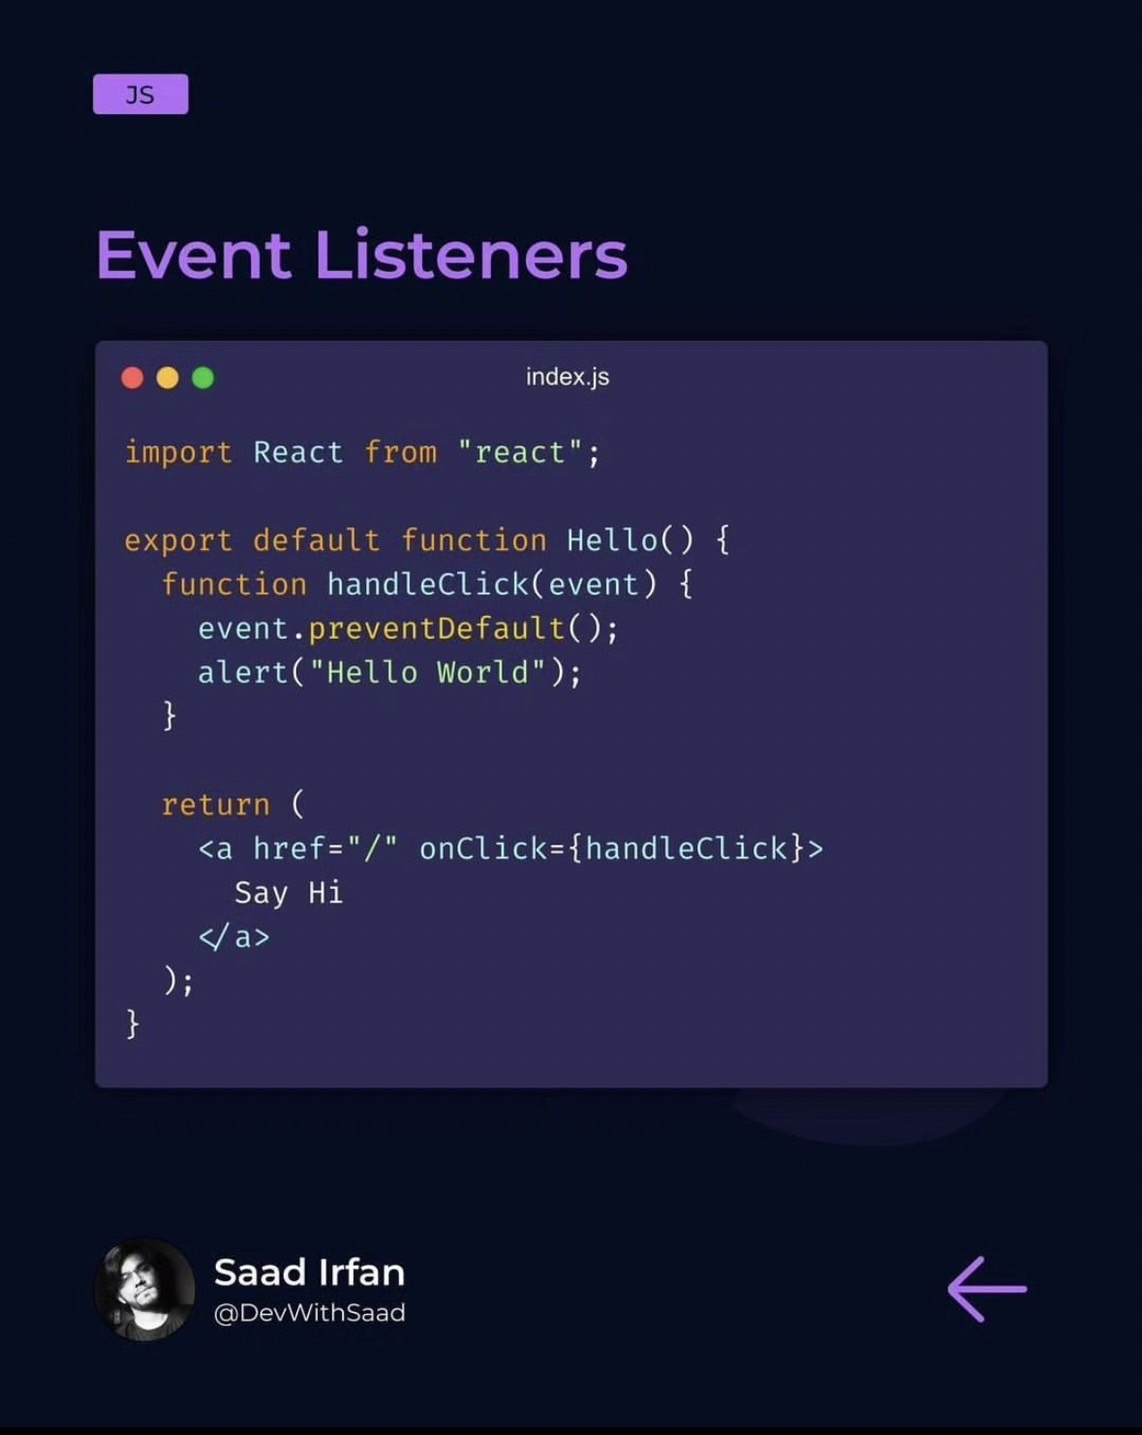 JS
Event Listeners
index.js
import React from "react";
export default function Hello() {
function handleClick(event) {
event.preventDefault();
alert("Hello World");
}
return (
<a href="/" onClick={handleClick}>
Say Hi
</a>
);
}
Saad Irfan
@DevWithSaad